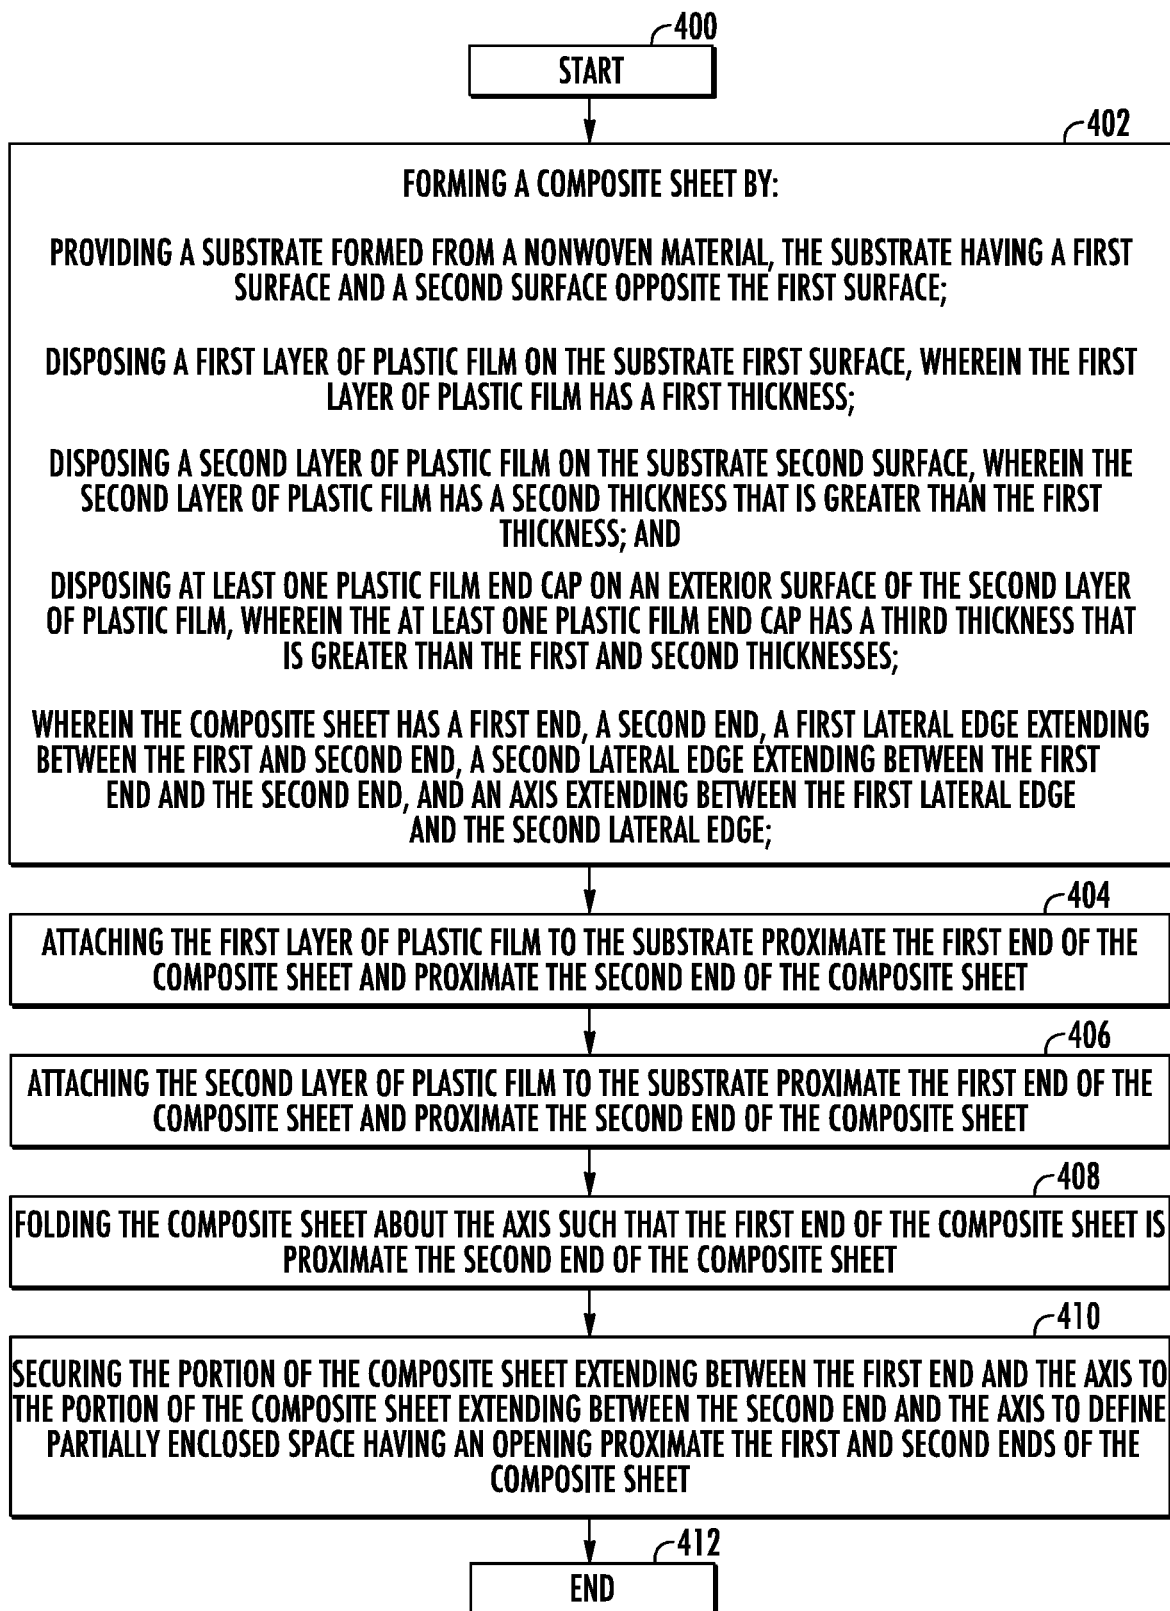 400
START
402
FORMING A COMPOSITE SHEET BY:
PROVIDING A SUBSTRATE FORMED FROM A NONWOVEN MATERIAL, THE SUBSTRATE HAVING A FIRST
SURFACE AND A SECOND SURFACE OPPOSITE THE FIRST SURFACE;
DISPOSING A FIRST LAYER OF PLASTIC FILM ON THE SUBSTRATE FIRST SURFACE, WHEREIN THE FIRST
LAYER OF PLASTIC FILM HAS A FIRST THICKNESS;
DISPOSING A SECOND LAYER OF PLASTIC FILM ON THE SUBSTRATE SECOND SURFACE, WHEREIN THE
SECOND LAYER OF PLASTIC FILM HAS A SECOND THICKNESS THAT IS GREATER THAN THE FIRST
THICKNESS; AND
DISPOSING AT LEAST ONE PLASTIC FILM END CAP ON AN EXTERIOR SURFACE OF THE SECOND LAYER
OF PLASTIC FILM, WHEREIN THE AT LEAST ONE PLASTIC FILM END CAP HAS A THIRD THICKNESS THAT
IS GREATER THAN THE FIRST AND SECOND THICKNESSES;
WHEREIN THE COMPOSITE SHEET HAS A FIRST END, A SECOND END, A FIRST LATERAL EDGE EXTENDING
BETWEEN THE FIRST AND SECOND END, A SECOND LATERAL EDGE EXTENDING BETWEEN THE FIRST
END AND THE SECOND END, AND AN AXIS EXTENDING BETWEEN THE FIRST LATERAL EDGE
AND THE SECOND LATERAL EDGE;
404
ATTACHING THE FIRST LAYER OF PLASTIC FILM TO THE SUBSTRATE PROXIMATE THE FIRST END OF THE
COMPOSITE SHEET AND PROXIMATE THE SECOND END OF THE COMPOSITE SHEET
406
ATTACHING THE SECOND LAYER OF PLASTIC FILM TO THE SUBSTRATE PROXIMATE THE FIRST END OF THE
COMPOSITE SHEET AND PROXIMATE THE SECOND END OF THE COMPOSITE SHEET
408
FOLDING THE COMPOSITE SHEET ABOUT THE AXIS SUCH THAT THE FIRST END OF THE COMPOSITE SHEET IS
PROXIMATE THE SECOND END OF THE COMPOSITE SHEET
410
SECURING THE PORTION OF THE COMPOSITE SHEET EXTENDING BETWEEN THE FIRST END AND THE AXIS TO
THE PORTION OF THE COMPOSITE SHEET EXTENDING BETWEEN THE SECOND END AND THE AXIS TO DEFINE
PARTIALLY ENCLOSED SPACE HAVING AN OPENING PROXIMATE THE FIRST AND SECOND ENDS OF THE
COMPOSITE SHEET
412
END